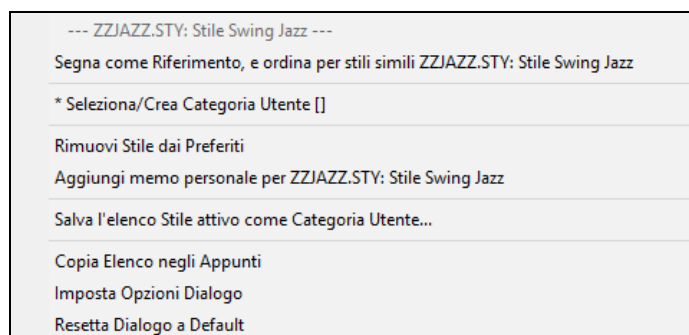 --- ZZJAZZ.STY: Stile Swing Jazz ---
Segna come Riferimento, e ordina per stili simili ZZJAZZ.STY: Stile Swing Jazz
* Seleziona/Crea Categoria Utente []
Rimuovi Stile dai Preferiti
Aggiungi memo personale per ZZJAZZ.STY: Stile Swing Jazz
Salva l'elenco Stile attivo come Categoria Utente...
Copia Elenco negli Appunti
Imposta Opzioni Dialogo
Resetta Dialogo a Default